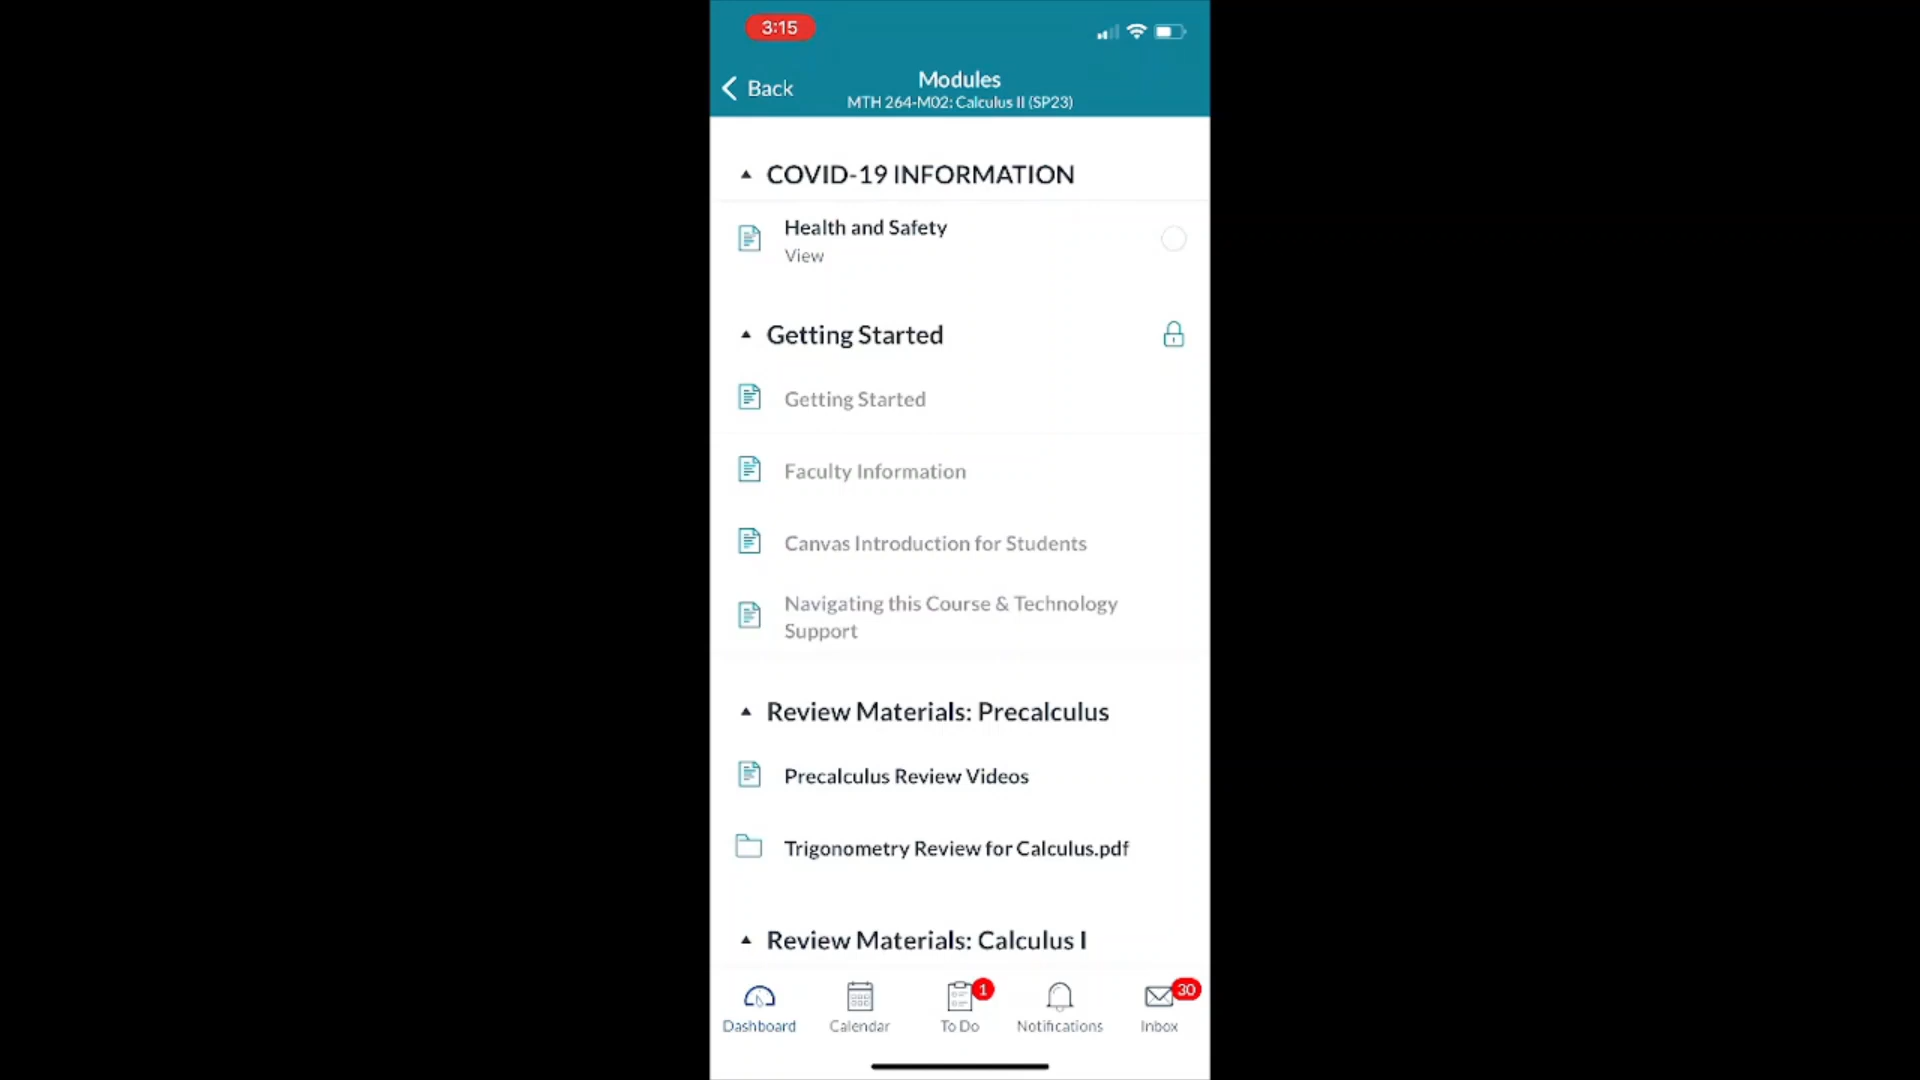 3:15
Back
Modules
MTH 264-M02: Calculus II (SP23)
COVID-19 INFORMATION
Health and Safety
View
Getting Started
Getting Started
Faculty Information
Canvas Introduction for Students
Navigating this Course & Technology
Support
Review Materials: Precalculus
Precalculus Review Videos
Trigonometry Review for Calculus.pdf
Review Materials: Calculus I
1
30
Dashboard
Calendar
To Do
Notifications
Inbox